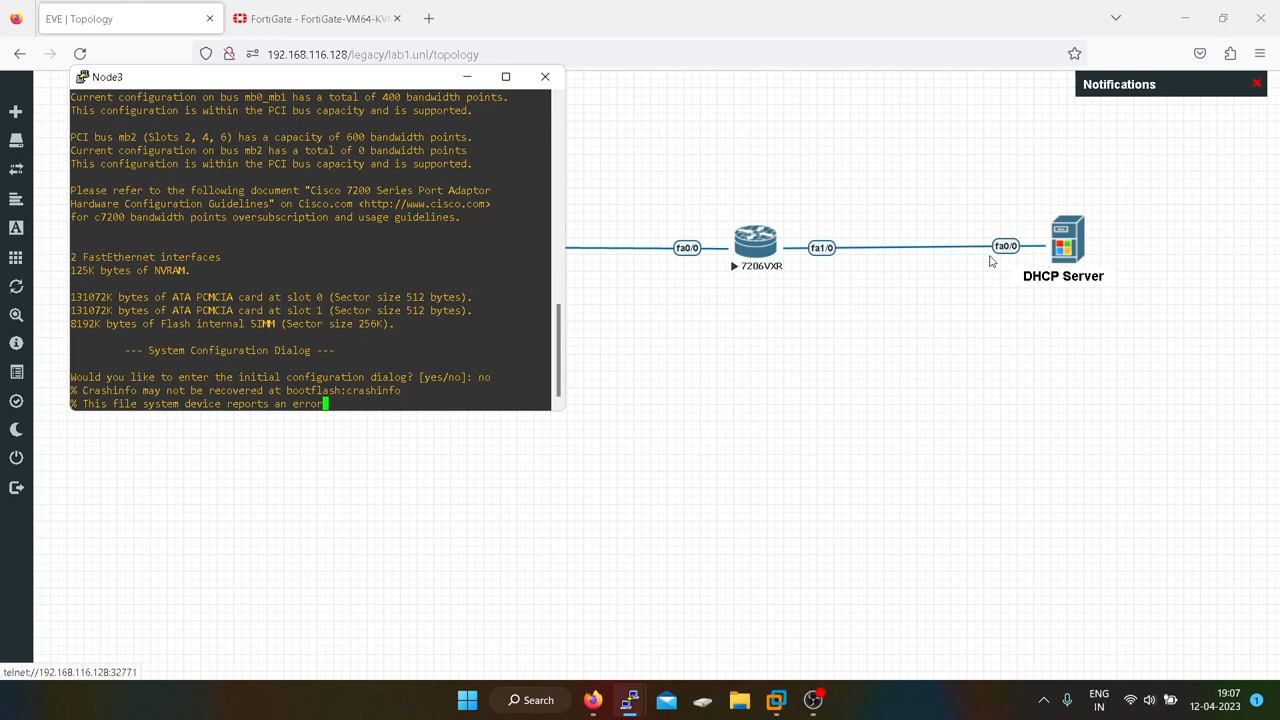 EVE | Topology
FortiGate - FortiGate-VM64-KV
192.168.116.128/legacy/lab1.unl/topology
Node3
Notifications
Current configuration on bus mb0_mb1 has a total of 400 bandwidth points.
This configuration is within the PCI bus capacity and is supported.
PCI bus mb2 (Slots 2, 4, 6) has a capacity of 600 bandwidth points.
Current configuration on bus mb2 has a total of 0 bandwidth points
This configuration is within the PCI bus capacity and is supported.
Please refer to the following document "Cisco 7200 Series Port Adaptor
Hardware Configuration Guidelines" on Cisco.com <http://www.cisco.com>
for c7200 bandwidth points oversubscription and usage guidelines.
2 FastEthernet interfaces
125K bytes of NVRAM.
131072K bytes of ATA PCMCIA card at slot 0 (Sector size 512 bytes).
131072K bytes of ATA PCMCIA card at slot 1 (Sector size 512 bytes).
8192K bytes of Flash internal SIMM (Sector size 256K).
--- System Configuration Dialog ---
Would you like to enter the initial configuration dialog? [yes/no]: no
% Crashinfo may not be recovered at bootflash:crashinfo
% This file system device reports an error
fa0/0
fa1/0
fa0/0
7206VXR
DHCP Server
telnet://192.168.116.128:32771
Search
ENG
IN
19:07
12-04-2023
1